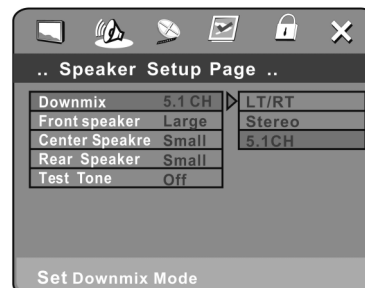 .. Speaker Setup Page ..
Downmix 5.1 CH LT/RT
Front speaker Large Stereo
Center Speakre Small 5.1CH
Rear Speaker Small
Test Tone Off
Set Downmix Mode